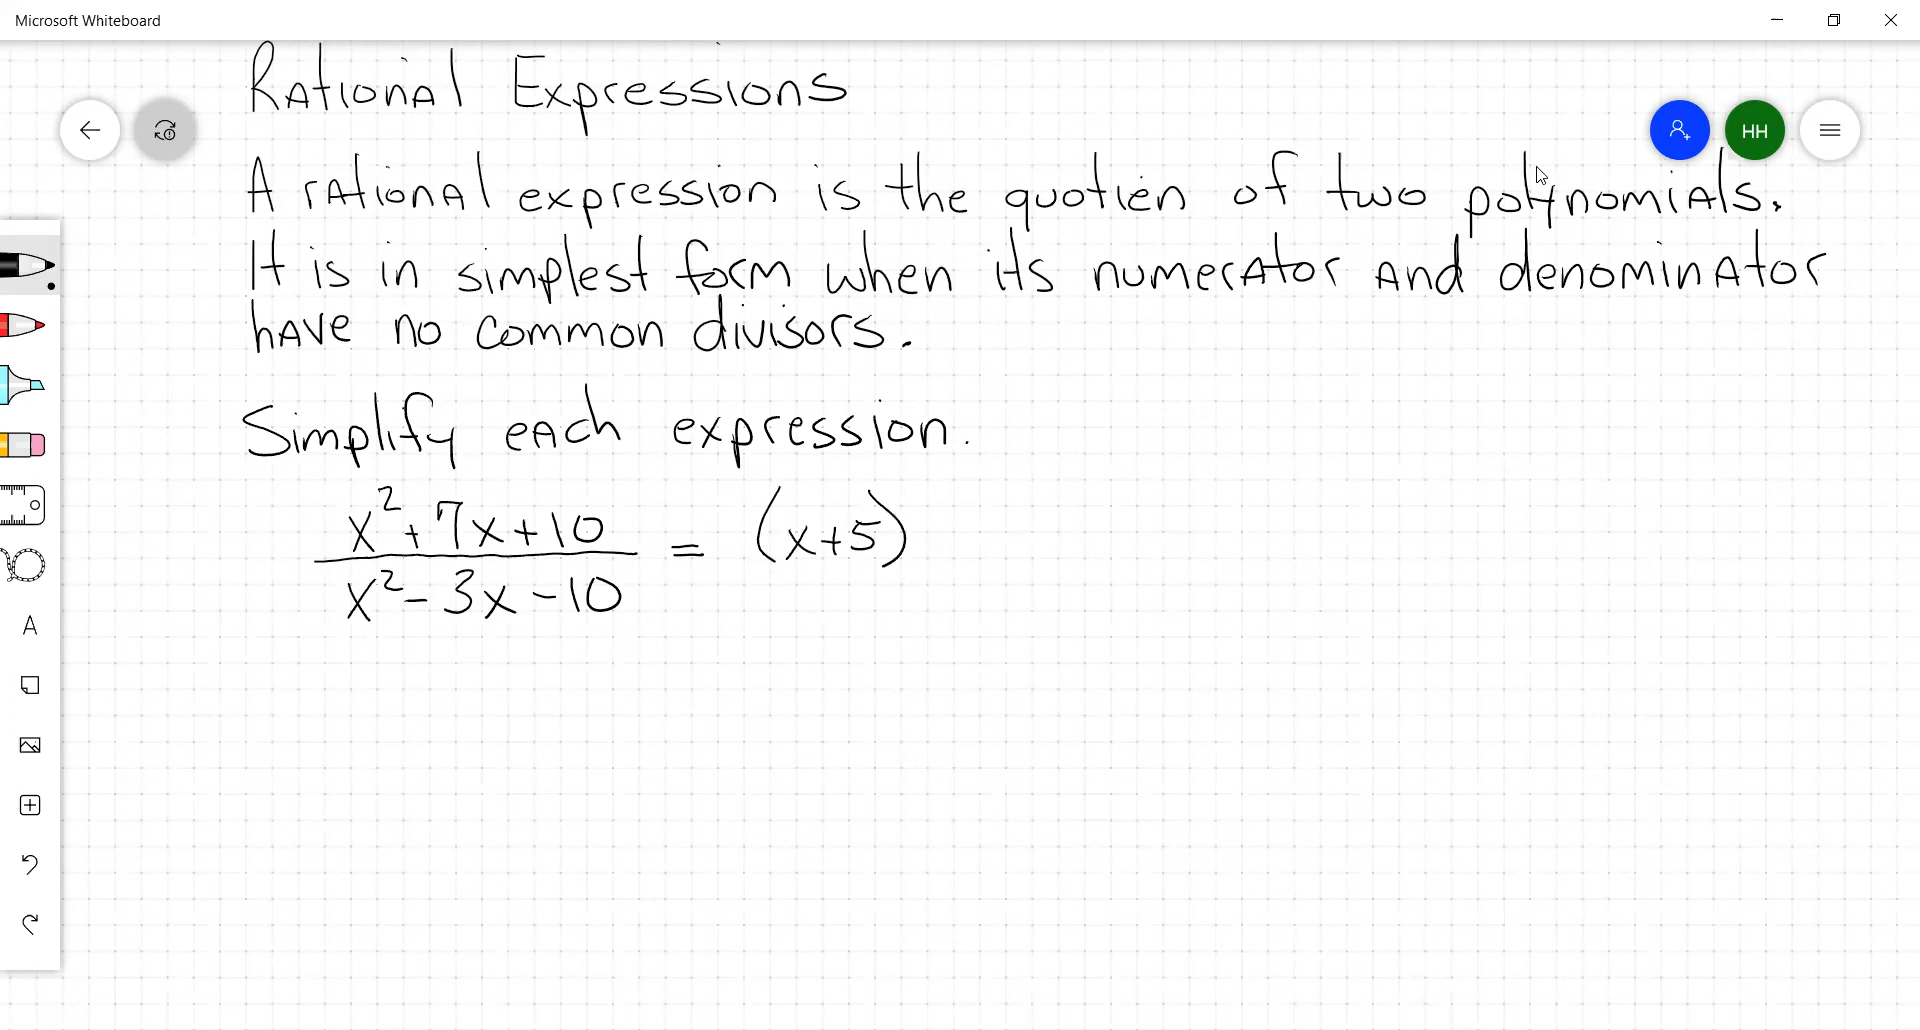 Microsoft Whiteboard
Rational Expressions
HH
A rational expression is the quotien of two polynomials.
It is in simplest form when its numerator and denominator
have no common divisors.
Simplify each expression.
x²+7x+10
= (x+5)
x²-3x-10
A